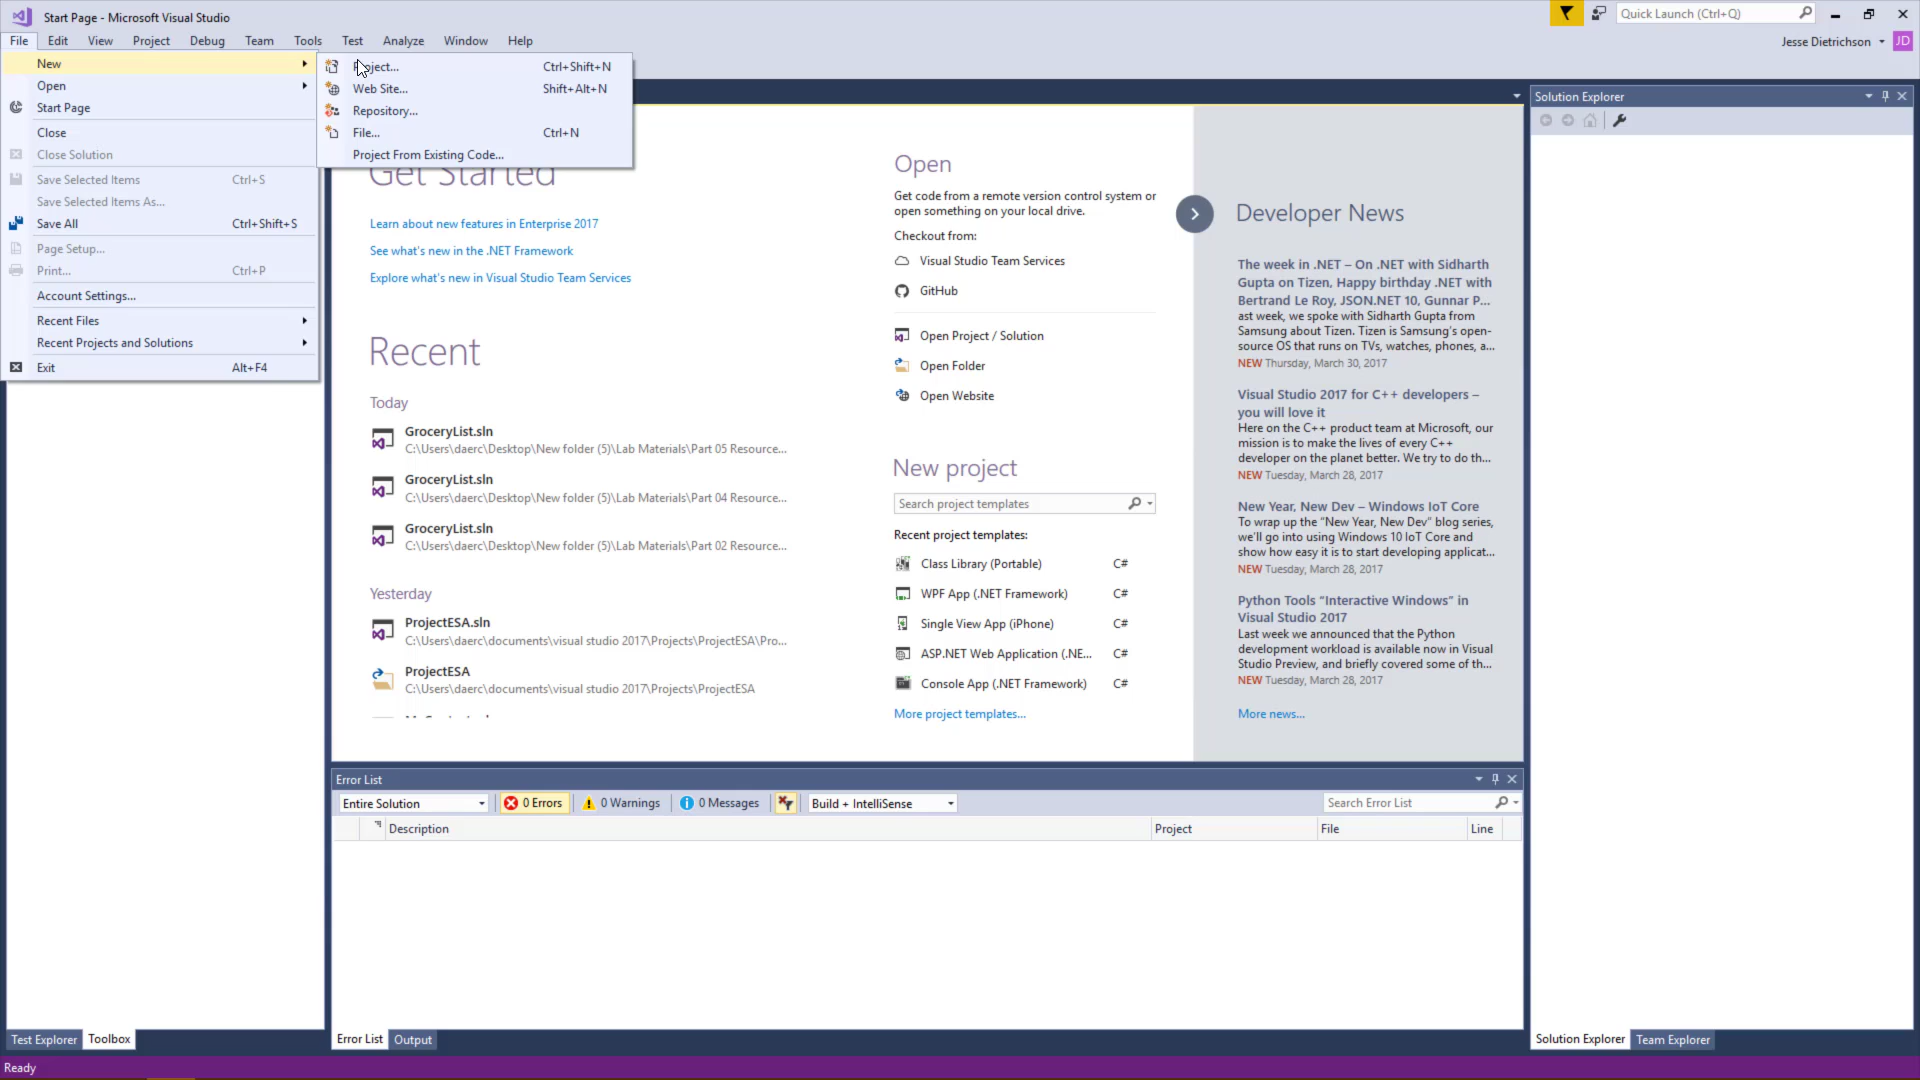 Start Page - Microsoft Visual Studio
Quick Launch (Ctrl+Q)
File Edit View Project Debug Team Tools Test Analyze Window Help
Jesse Dietrichson JD
New
Open
Start Page
Close
Close Solution
Save Selected Items Ctrl+S
Save Selected Items As...
Save All Ctrl+Shift+S
Page Setup...
Print... Ctrl+P
Account Settings...
Recent Files
Recent Projects and Solutions
Exit Alt+F4
Project... Ctrl+Shift+N
Web Site... Shift+Alt+N
Repository...
File... Ctrl+N
Project From Existing Code...
Get Started
Learn about new features in Enterprise 2017
See what's new in the .NET Framework
Explore what's new in Visual Studio Team Services
Recent
Today
GroceryList.sln
C:\Users\daerc\Desktop\New folder (5)\Lab Materials\Part 05 Resource...
GroceryList.sln
C:\Users\daerc\Desktop\New folder (5)\Lab Materials\Part 04 Resource...
GroceryList.sln
C:\Users\daerc\Desktop\New folder (5)\Lab Materials\Part 02 Resource...
Yesterday
ProjectESA.sln
C:\Users\daerc\documents\visual studio 2017\Projects\ProjectESA\Pro...
ProjectESA
C:\Users\daerc\documents\visual studio 2017\Projects\ProjectESA
Open
Get code from a remote version control system or
open something on your local drive.
Checkout from:
Visual Studio Team Services
GitHub
Open Project / Solution
Open Folder
Open Website
New project
Search project templates
Recent project templates:
Class Library (Portable) C#
WPF App (.NET Framework) C#
Single View App (iPhone) C#
ASP.NET Web Application (.NE... C#
Console App (.NET Framework) C#
More project templates...
Developer News
The week in .NET – On .NET with Sidharth
Gupta on Tizen, Happy birthday .NET with
Bertrand Le Roy, JSON.NET 10, Gunnar P...
ast week, we spoke with Sidharth Gupta from
Samsung about Tizen. Tizen is Samsung's open-
source OS that runs on TVs, watches, phones, a...
NEW Thursday, March 30, 2017
Visual Studio 2017 for C++ developers –
you will love it
Here on the C++ product team at Microsoft, our
mission is to make the lives of every C++
developer on the planet better. We try to do th...
NEW Tuesday, March 28, 2017
New Year, New Dev – Windows IoT Core
To wrap up the "New Year, New Dev" blog series,
we'll go into using Windows 10 IoT Core and
show how easy it is to start developing applicat...
NEW Tuesday, March 28, 2017
Python Tools "Interactive Windows" in
Visual Studio 2017
Last week we announced that the Python
development workload is available now in Visual
Studio Preview, and briefly covered some of th...
NEW Tuesday, March 28, 2017
More news...
Solution Explorer
Error List
Entire Solution 0 Errors 0 Warnings 0 Messages Build + IntelliSense Search Error List
Description Project File Line
Test Explorer Toolbox
Error List Output
Solution Explorer Team Explorer
Ready